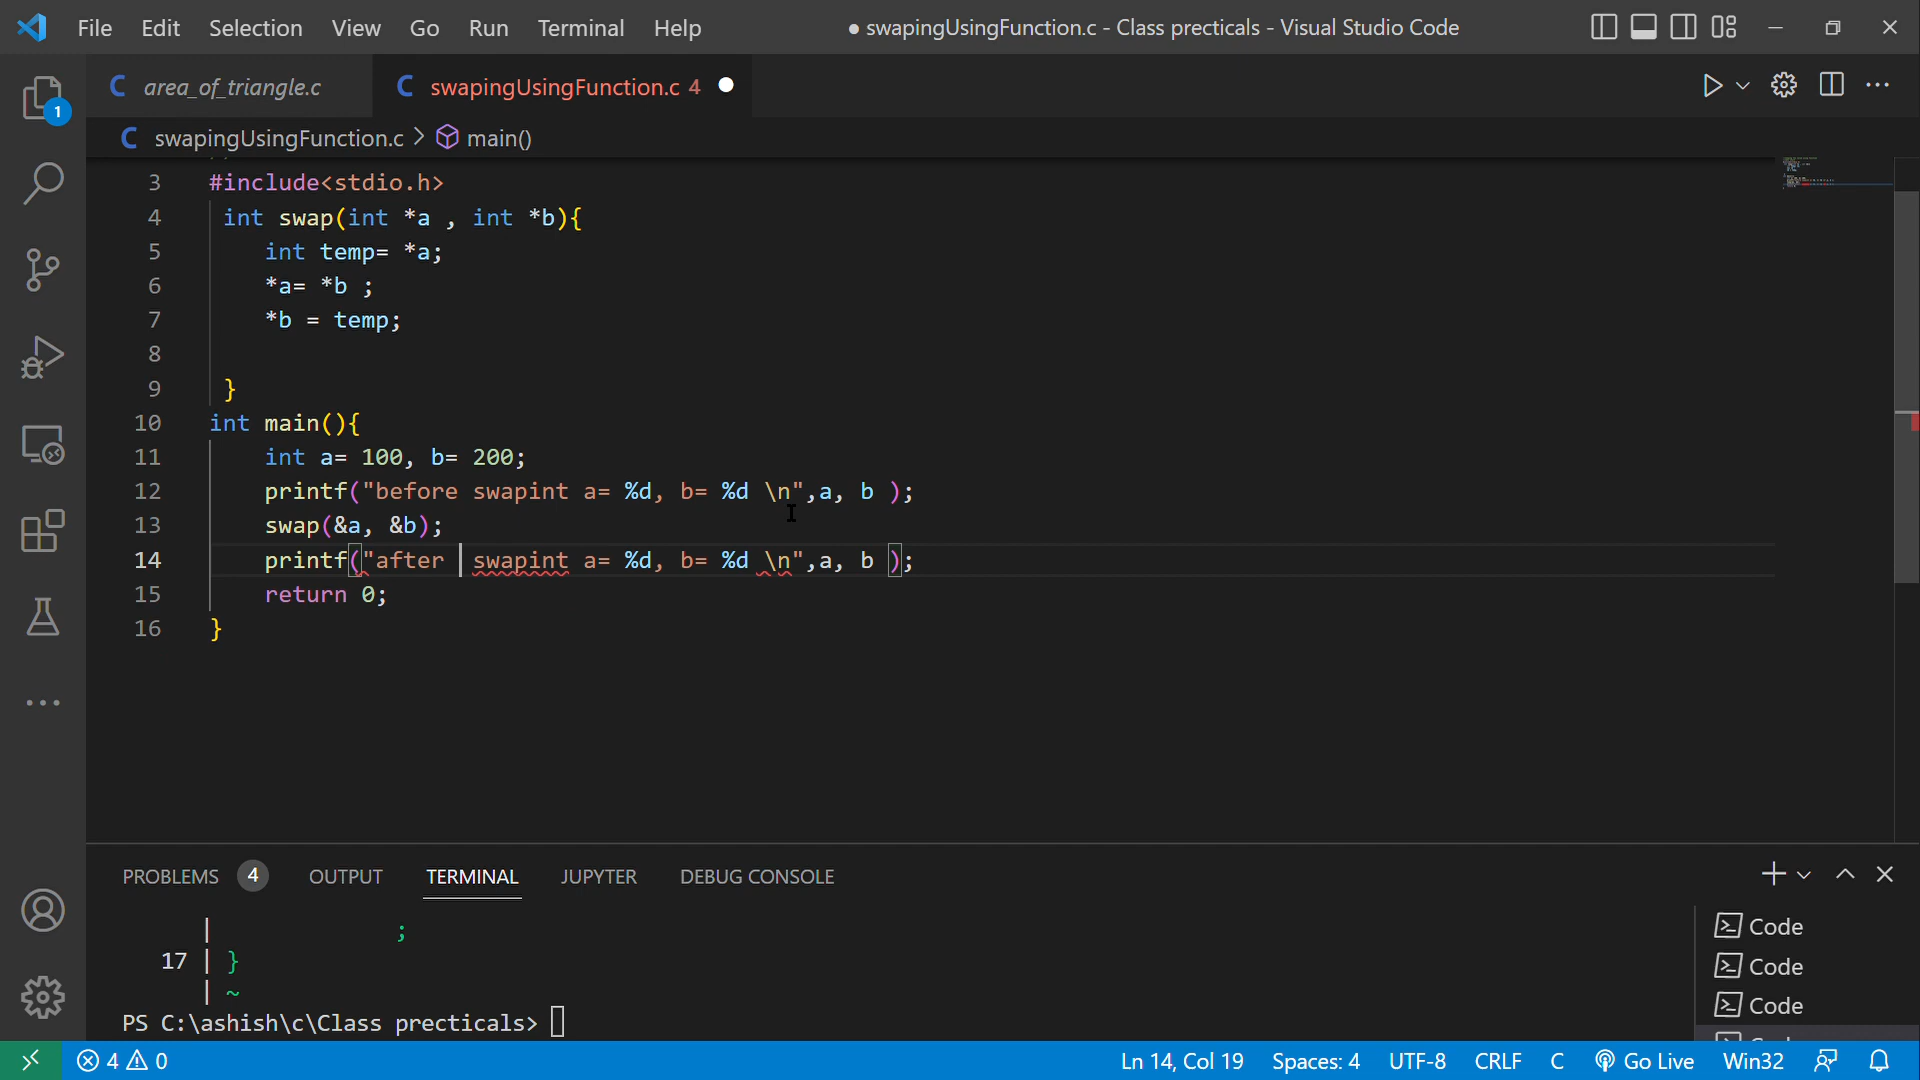 File Edit Selection View Go Run Terminal Help
● swapingUsingFunction.c - Class precticals - Visual Studio Code
1
C area_of_triangle.c
C swapingUsingFunction.c 4 ●
C swapingUsingFunction.c > main()
3 #include<stdio.h>
4 int swap(int *a , int *b){
5 int temp= *a;
6 *a= *b ;
7 *b = temp;
8
9 }
10 int main(){
11 int a= 100, b= 200;
12 printf("before swapint a= %d, b= %d \n",a, b );
13 swap(&a, &b);
14 printf("after  swapint a= %d, b= %d \n",a, b );
15 return 0;
16 }
PROBLEMS 4 OUTPUT TERMINAL JUPYTER DEBUG CONSOLE
| ;
17 | }
| ~
PS C:\ashish\c\Class precticals>
Code
Code
Code
4 0
Ln 14, Col 19 Spaces: 4 UTF-8 CRLF C Go Live Win32